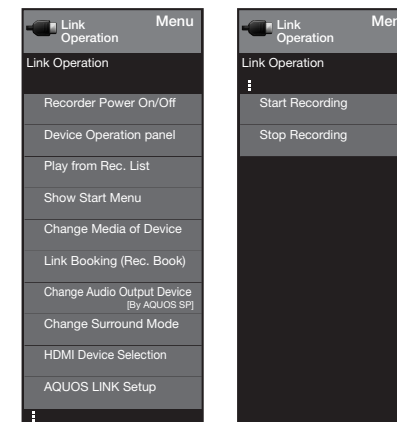 Link
Operation
Menu
Link Operation
Recorder Power On/Off
Device Operation panel
Play from Rec. List
Show Start Menu
Change Media of Device
Link Booking (Rec. Book)
Change Audio Output Device
[By AQUOS SP]
Change Surround Mode
HDMI Device Selection
AQUOS LINK Setup
Link
Operation
Link Operation
Start Recording
Stop Recording